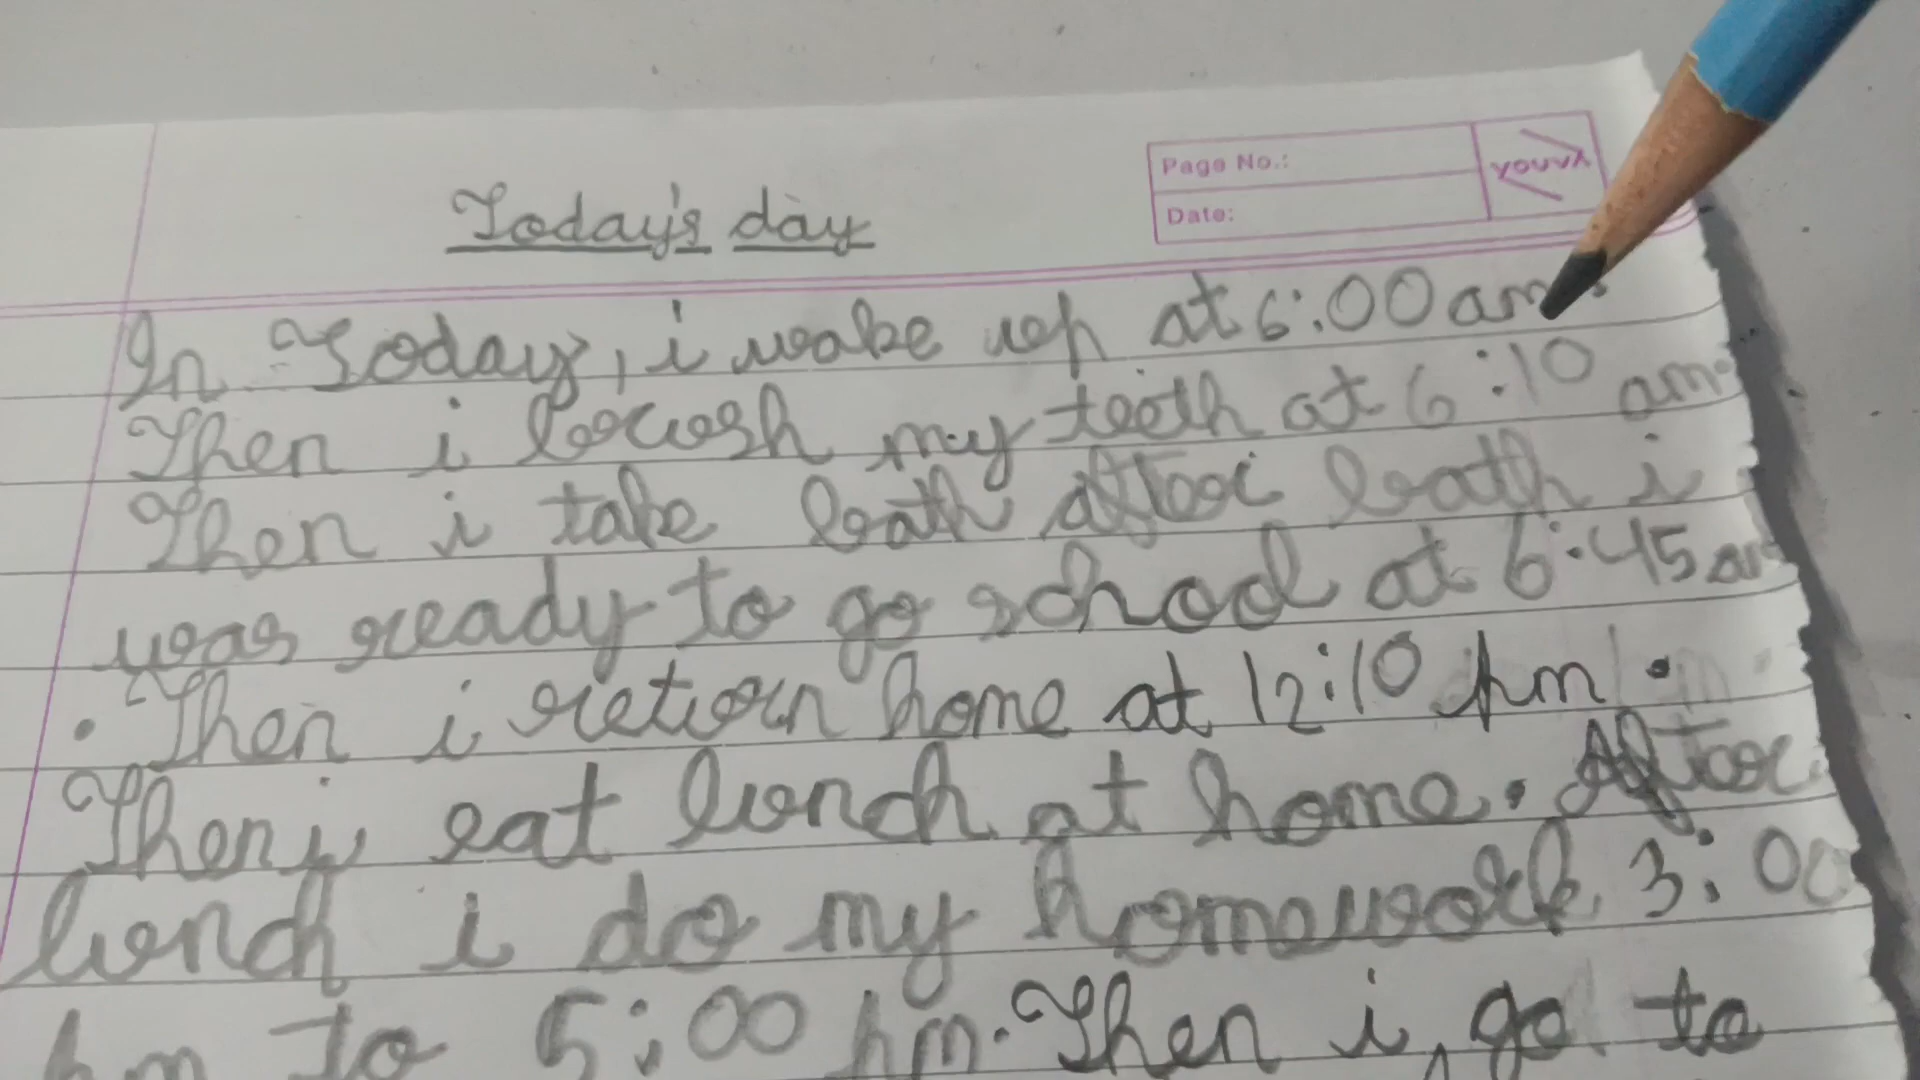 Page No.:
YOUVA
Date:
Today's day
In Today, i wake up at 6:00 am.
Then i brush my teeth at 6:10 am.
Then i take bath after bath i
was ready to go school at 6:45 am
. Then i return home at 12:10 pm.
Then i eat lunch at home. After
lunch i do my homework 3:00
pm to 5:00 pm. Then i go to